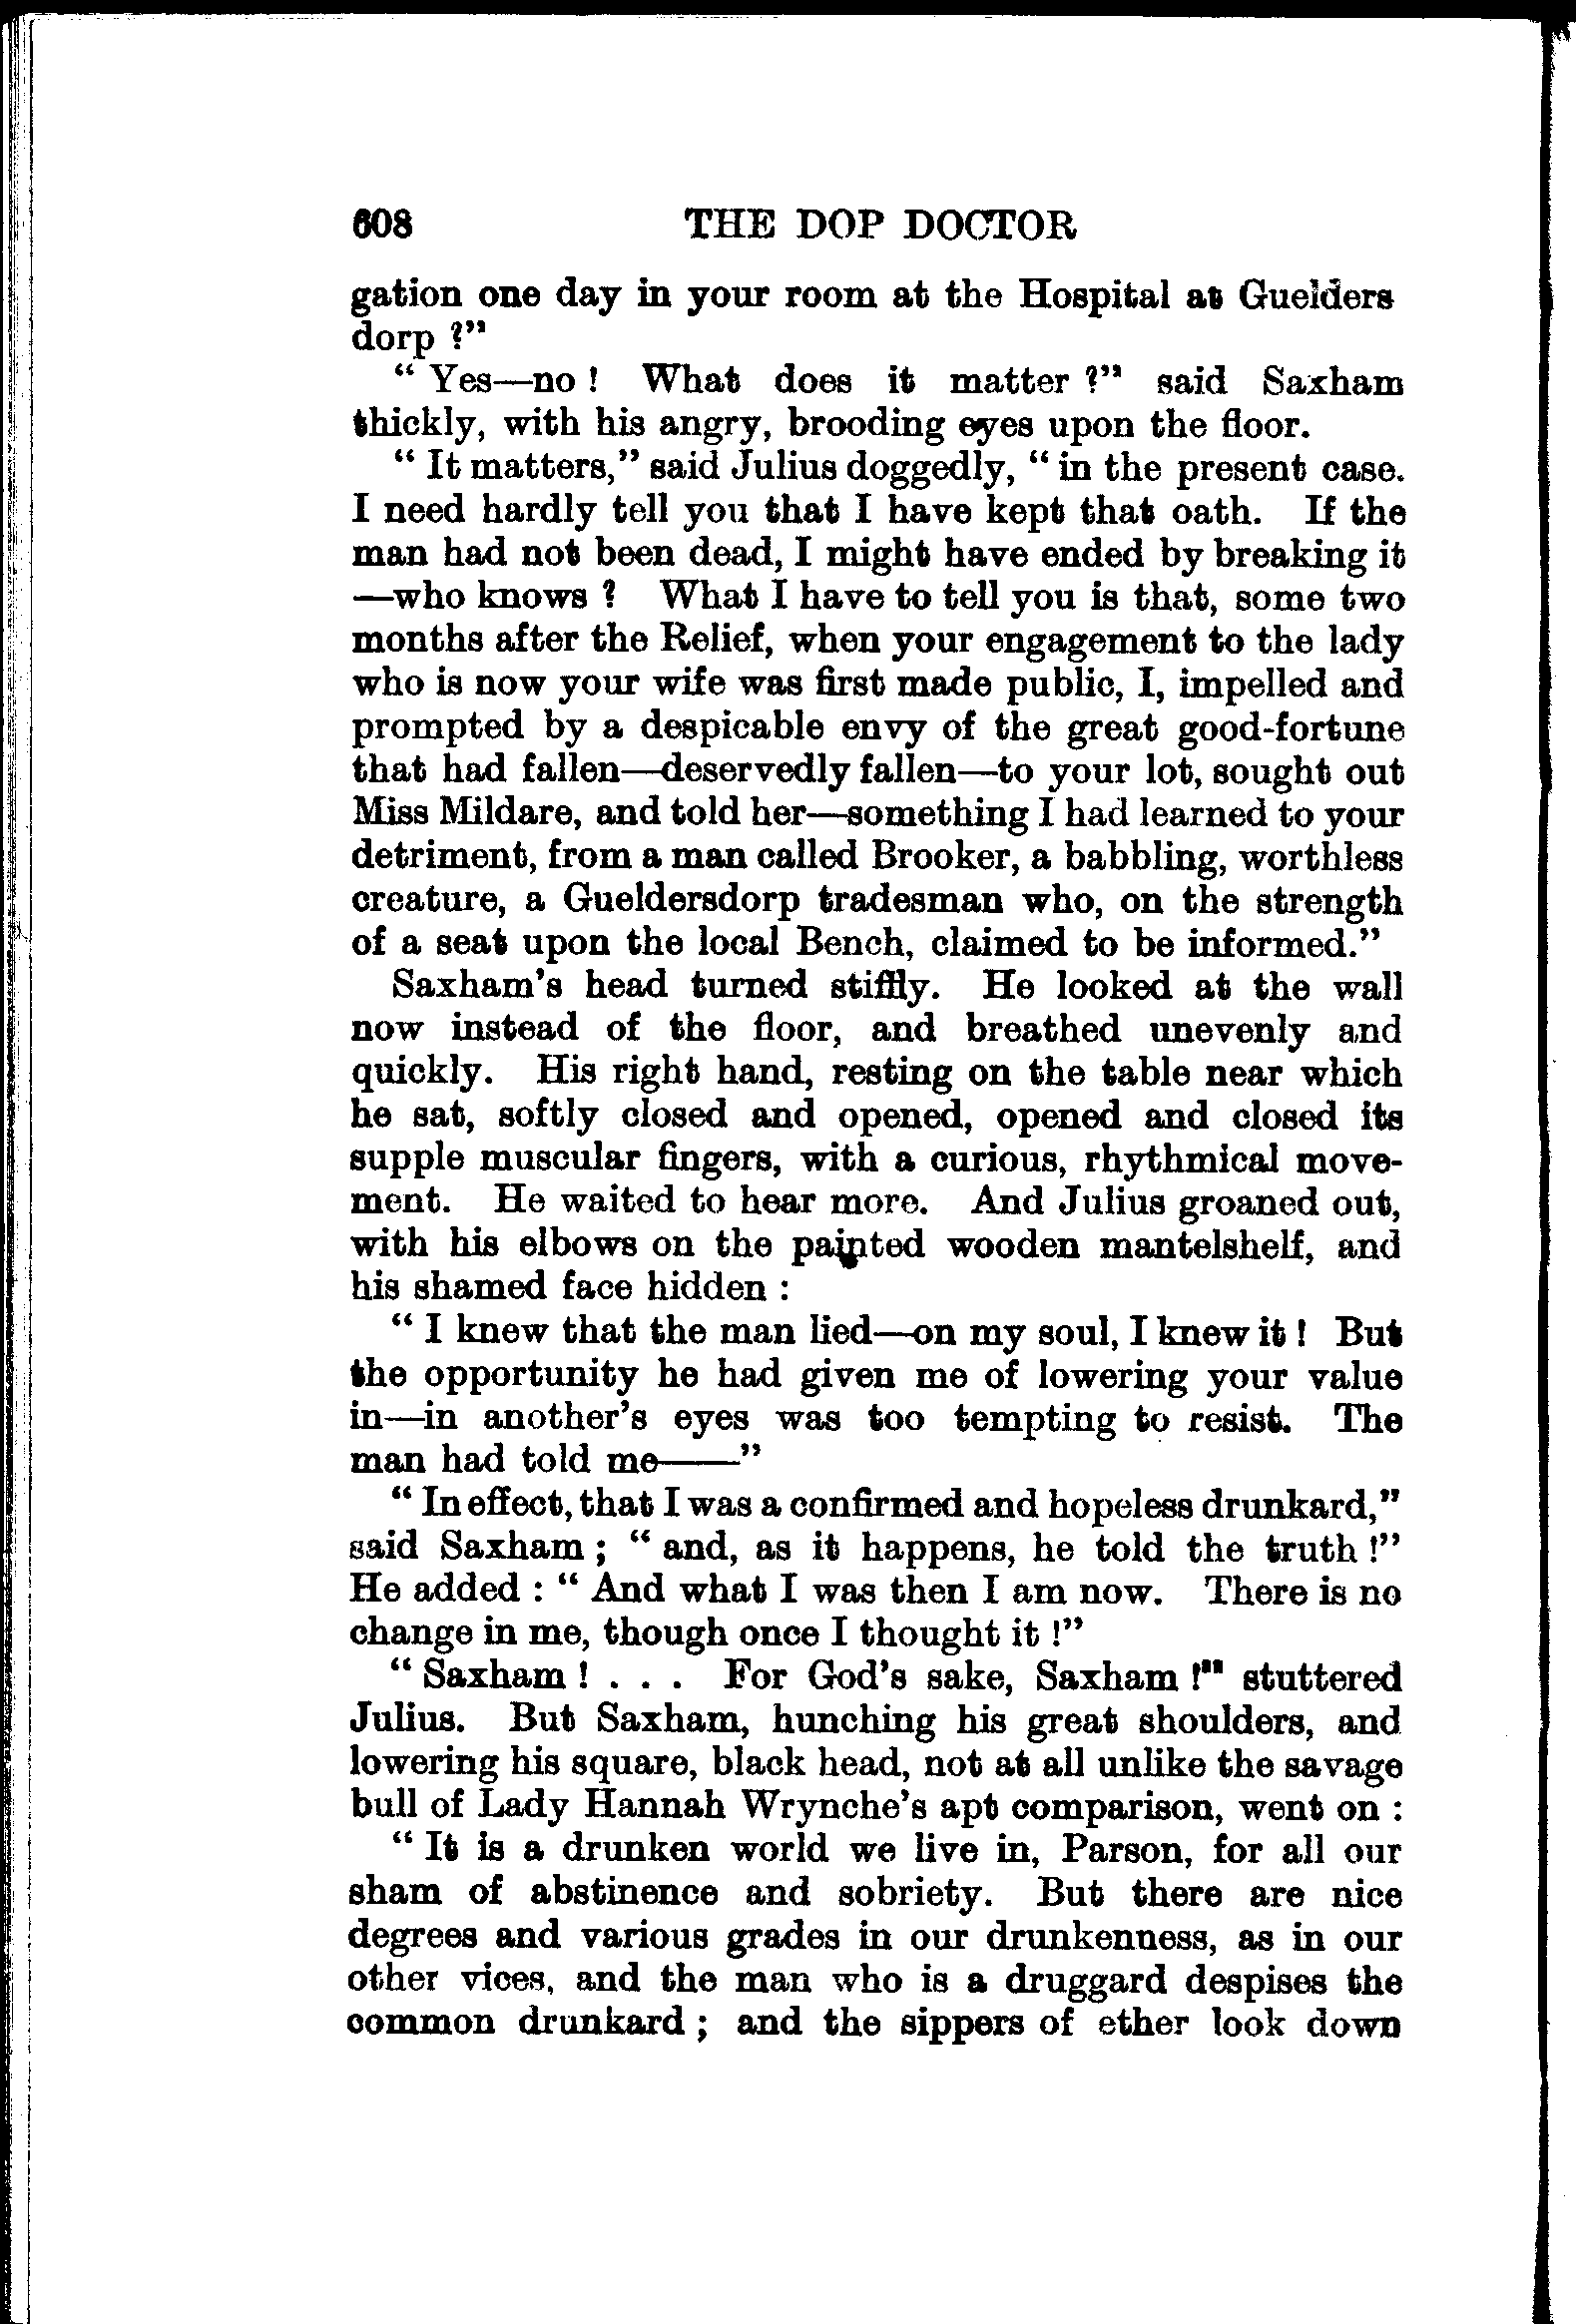 608 THE DOP DOCTOR
gation one day in your room at the Hospital at Guelders
dorp ?”
“ Yes—no ! What does it matter ?” said Saxham
thickly, with his angry, brooding eyes upon the floor.
“ It matters,” said Julius doggedly, “ in the present case.
I need hardly tell you that I have kept that oath. If the
man had not been dead, I might have ended by breaking it
—who knows ? What I have to tell you is that, some two
months after the Relief, when your engagement to the lady
who is now your wife was first made public, I, impelled and
prompted by a despicable envy of the great good-fortune
that had fallen—deservedly fallen—to your lot, sought out
Miss Mildare, and told her—something I had learned to your
detriment, from a man called Brooker, a babbling, worthless
creature, a Gueldersdorp tradesman who, on the strength
of a seat upon the local Bench, claimed to be informed.”
Saxham’s head turned stiffly. He looked at the wall
now instead of the floor, and breathed unevenly and
quickly. His right hand, resting on the table near which
he sat, softly closed and opened, opened and closed its
supple muscular fingers, with a curious, rhythmical move-
ment. He waited to hear more. And Julius groaned out,
with his elbows on the painted wooden mantelshelf, and
his shamed face hidden :
“ I knew that the man lied—on my soul, I knew it ! But
the opportunity he had given me of lowering your value
in—in another’s eyes was too tempting to resist. The
man had told me——”
“ In effect, that I was a confirmed and hopeless drunkard,”
said Saxham ; “ and, as it happens, he told the truth !”
He added : “ And what I was then I am now. There is no
change in me, though once I thought it !”
“ Saxham ! . . . For God’s sake, Saxham !” stuttered
Julius. But Saxham, hunching his great shoulders, and
lowering his square, black head, not at all unlike the savage
bull of Lady Hannah Wrynche’s apt comparison, went on :
“ It is a drunken world we live in, Parson, for all our
sham of abstinence and sobriety. But there are nice
degrees and various grades in our drunkenness, as in our
other vices, and the man who is a druggard despises the
common drunkard ; and the sippers of ether look down